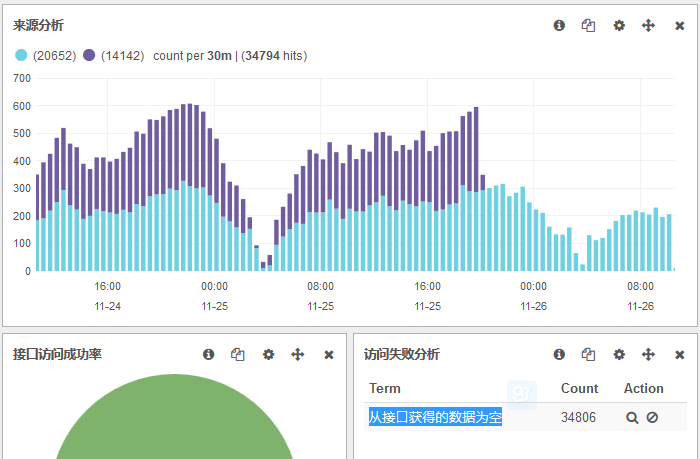 来源分析
(20652) (14142) count per 30m | (34794 hits)
700
600
500
400
300
200
100
0
16:00 00:00 08:00 16:00 00:00 08:00
11-24 11-25 11-25 11-25 11-26 11-26
接口访问成功率
访问失败分析
Term Count Action
从接口获得的数据为空 34806